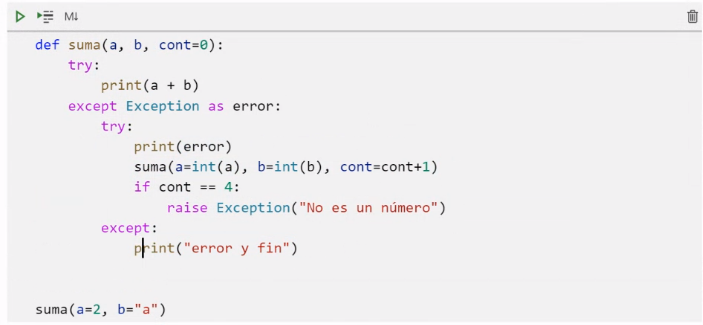 M↓
def suma(a, b, cont=0):
    try:
        print(a + b)
    except Exception as error:
        try:
            print(error)
            suma(a=int(a), b=int(b), cont=cont+1)
            if cont == 4:
                raise Exception("No es un número")
        except:
            print("error y fin")
suma(a=2, b="a")